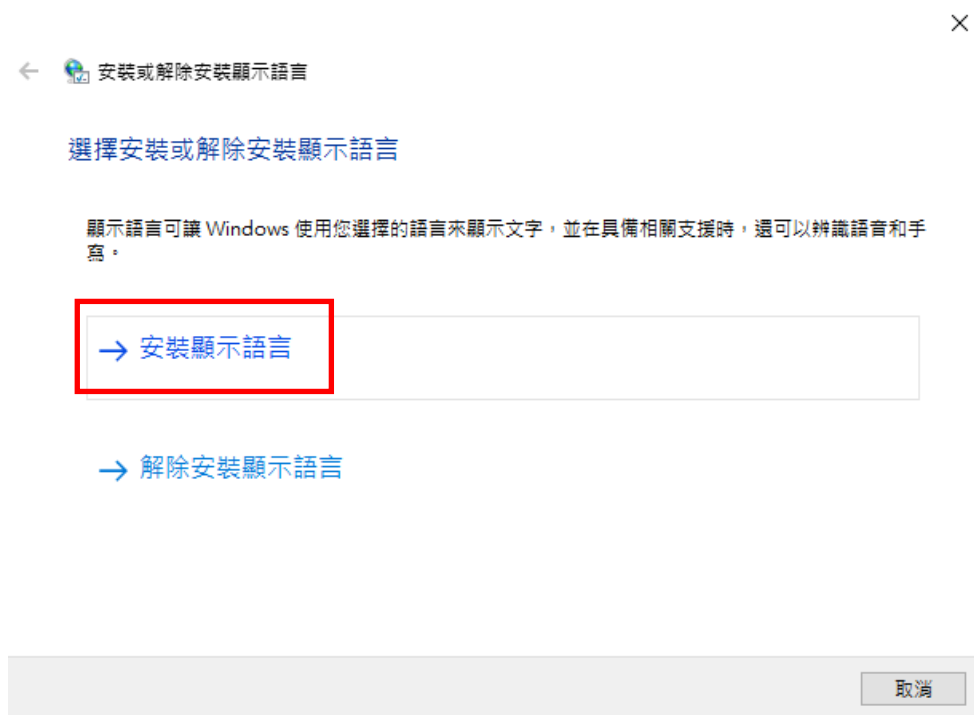 安裝或解除安裝顯示語言
選擇安裝或解除安裝顯示語言
顯示語言可讓 Windows 使用您選擇的語言來顯示文字，並在具備相關支援時，還可以辨識語音和手
寫。
→ 安裝顯示語言
→ 解除安裝顯示語言
取消